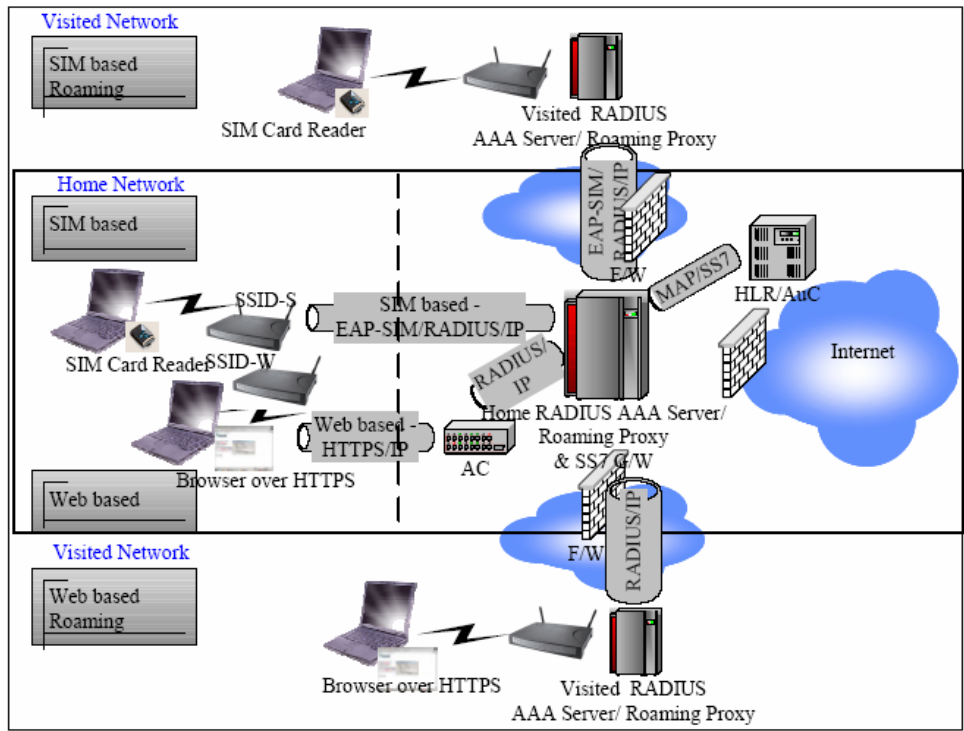 Visited Network
SIM based
Roaming
SIM Card Reader
Visited RADIUS
AAA Server/ Roaming Proxy
EAP-SIM/
RADIUS/IP
F/W
Home Network
SIM based
MAP/SS7
HLR/AuC
SSID-S
SIM based -
EAP-SIM/RADIUS/IP
SIM Card Reader
SSID-W
RADIUS/
IP
Internet
Home RADIUS AAA Server/
Roaming Proxy
& SS7 G/W
Web based -
HTTPS/IP
AC
Browser over HTTPS
Web based
F/W
RADIUS/IP
Visited Network
Web based
Roaming
Browser over HTTPS
Visited RADIUS
AAA Server/ Roaming Proxy